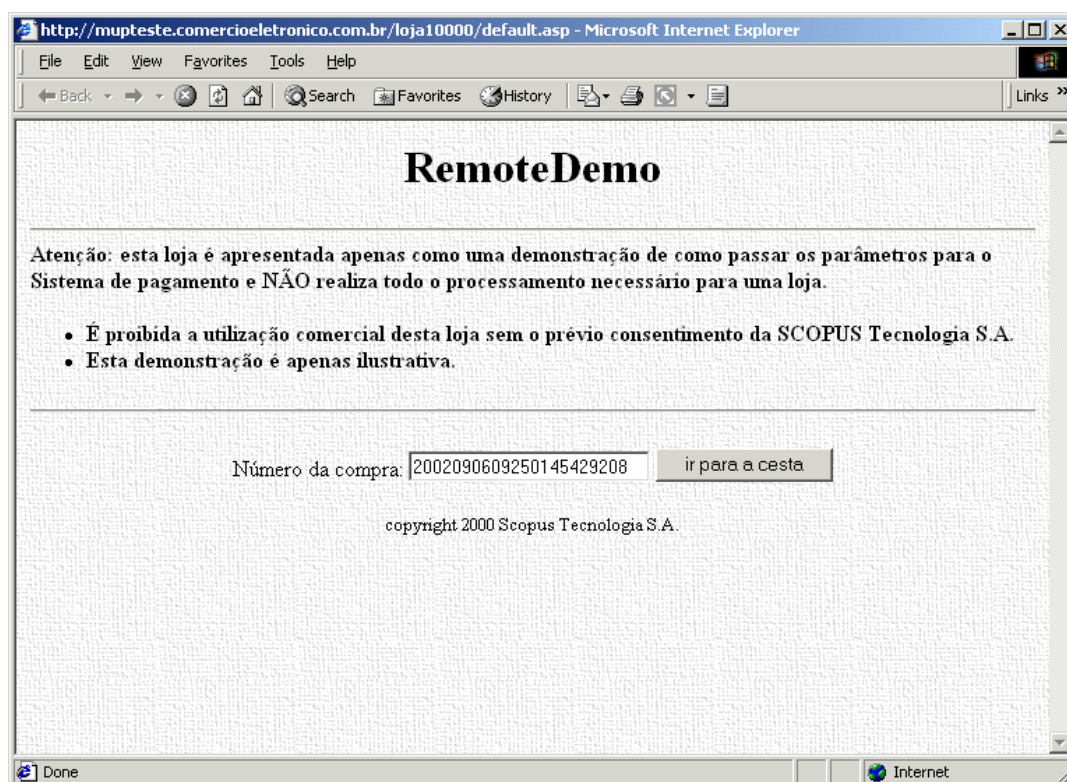 http://mupteste.comercioeletronico.com.br/loja10000/default.asp - Microsoft Internet Explorer
File Edit View Favorites Tools Help
Back Search Favorites History Links »
RemoteDemo
Atenção: esta loja é apresentada apenas como uma demonstração de como passar os parâmetros para o
Sistema de pagamento e NÃO realiza todo o processamento necessário para uma loja.
• É proibida a utilização comercial desta loja sem o prévio consentimento da SCOPUS Tecnologia S.A.
• Esta demonstração é apenas ilustrativa.
Número da compra: 2002090609250145429208 ir para a cesta
copyright 2000 Scopus Tecnologia S.A.
Done Internet